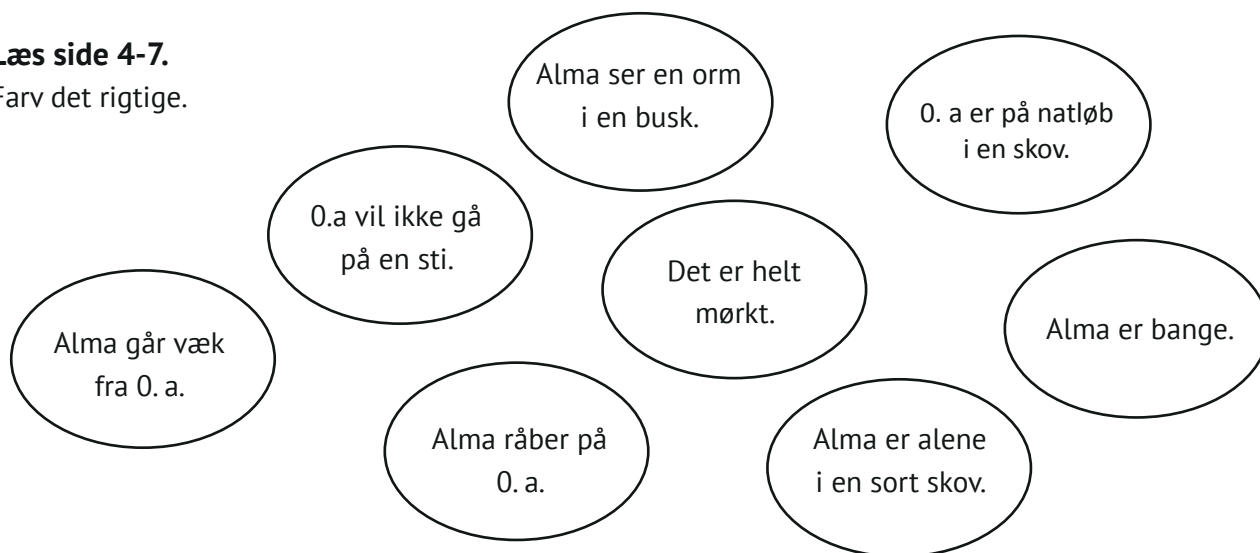 Læs side 4-7.
Farv det rigtige.
Alma ser en orm
i en busk.
0. a er på natløb
i en skov.
0.a vil ikke gå
på en sti.
Det er helt
mørkt.
Alma er bange.
Alma går væk
fra 0. a.
Alma råber på
0. a.
Alma er alene
i en sort skov.